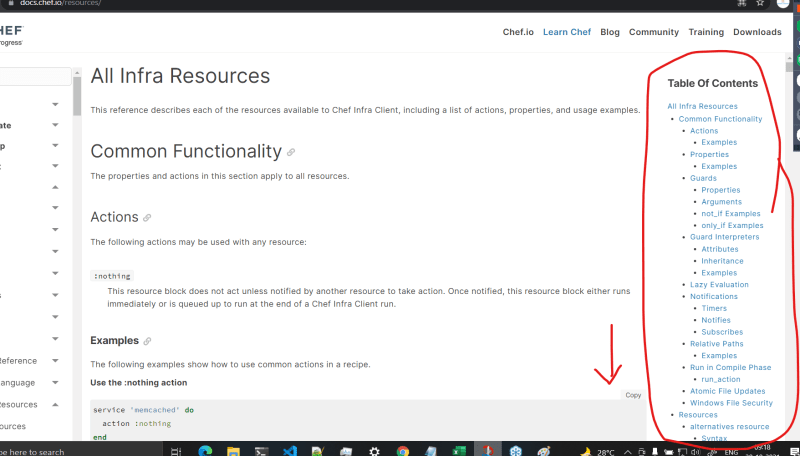 docs.chef.io/resources/
HEF
rogress
Chef.io Learn Chef Blog Community Training Downloads
All Infra Resources
This reference describes each of the resources available to Chef Infra Client, including a list of actions, properties, and usage examples.
Common Functionality
The properties and actions in this section apply to all resources.
Actions
The following actions may be used with any resource:
:nothing
This resource block does not act unless notified by another resource to take action. Once notified, this resource block either runs
immediately or is queued up to run at the end of a Chef Infra Client run.
Examples
The following examples show how to use common actions in a recipe.
Use the :nothing action
Copy
service 'memcached' do
action :nothing
end
ate
p
t
s
Reference
anguage
esources
ources
Table Of Contents
All Infra Resources
Common Functionality
Actions
Examples
Properties
Examples
Guards
Properties
Arguments
not_if Examples
only_if Examples
Guard Interpreters
Attributes
Inheritance
Examples
Lazy Evaluation
Notifications
Timers
Notifies
Subscribes
Relative Paths
Examples
Run in Compile Phase
run_action
Atomic File Updates
Windows File Security
Resources
alternatives resource
Syntax
pe here to search
28°C
ENG
09:18